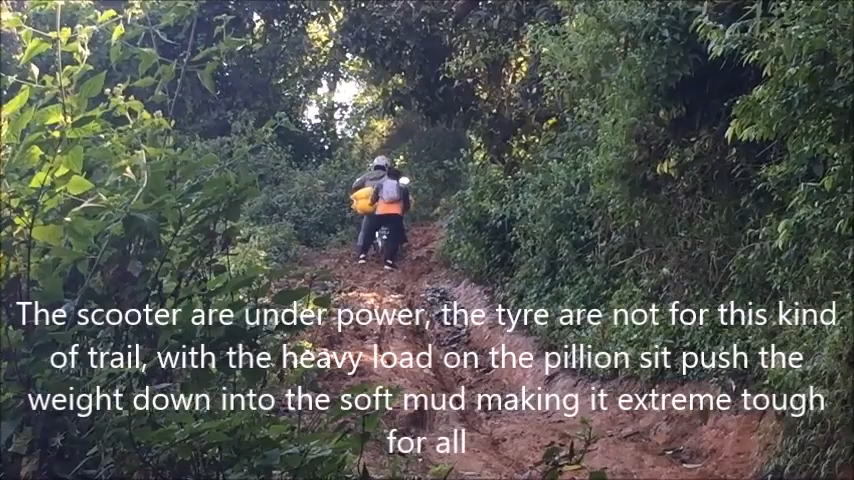 The scooter are under power, the tyre are not for this kind
of trail, with the heavy load on the pillion sit push the
weight down into the soft mud making it extreme tough
for all